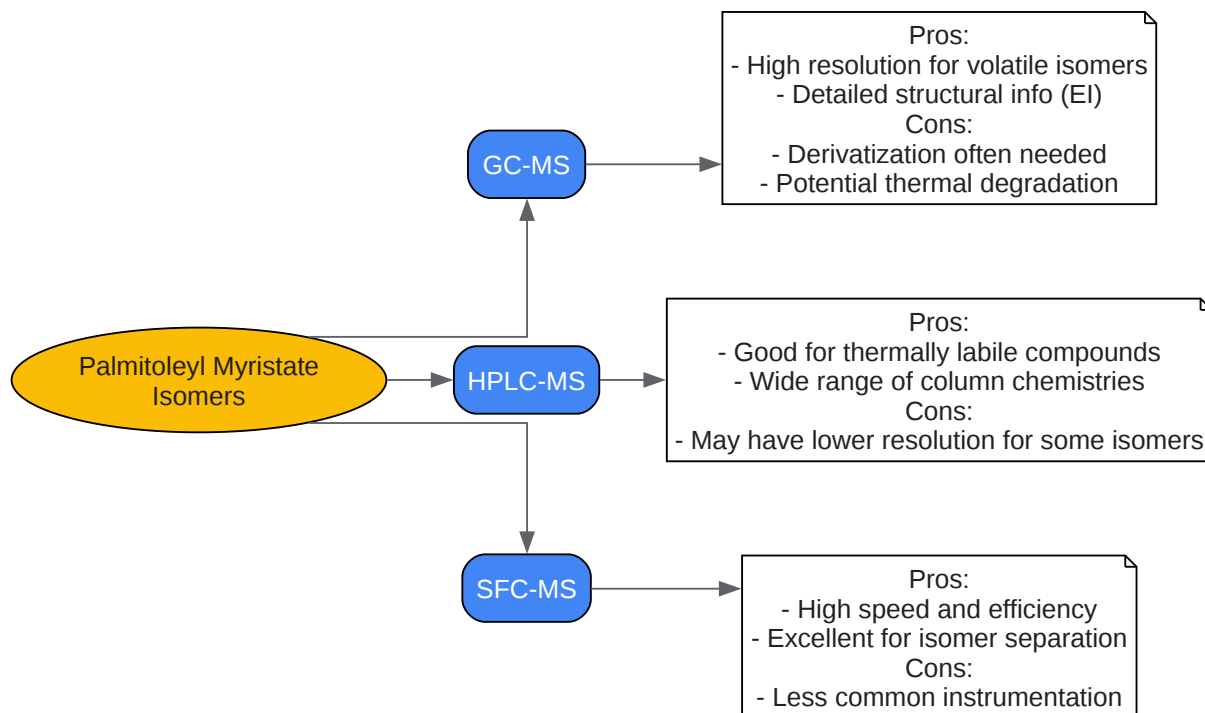 Pros:
- High resolution for volatile isomers
- Detailed structural info (EI)
Cons:
- Derivatization often needed
- Potential thermal degradation
GC-MS
Palmitoleyl Myristate
Isomers
HPLC-MS
Pros:
- Good for thermally labile compounds
- Wide range of column chemistries
Cons:
- May have lower resolution for some isomers
SFC-MS
Pros:
- High speed and efficiency
- Excellent for isomer separation
Cons:
- Less common instrumentation